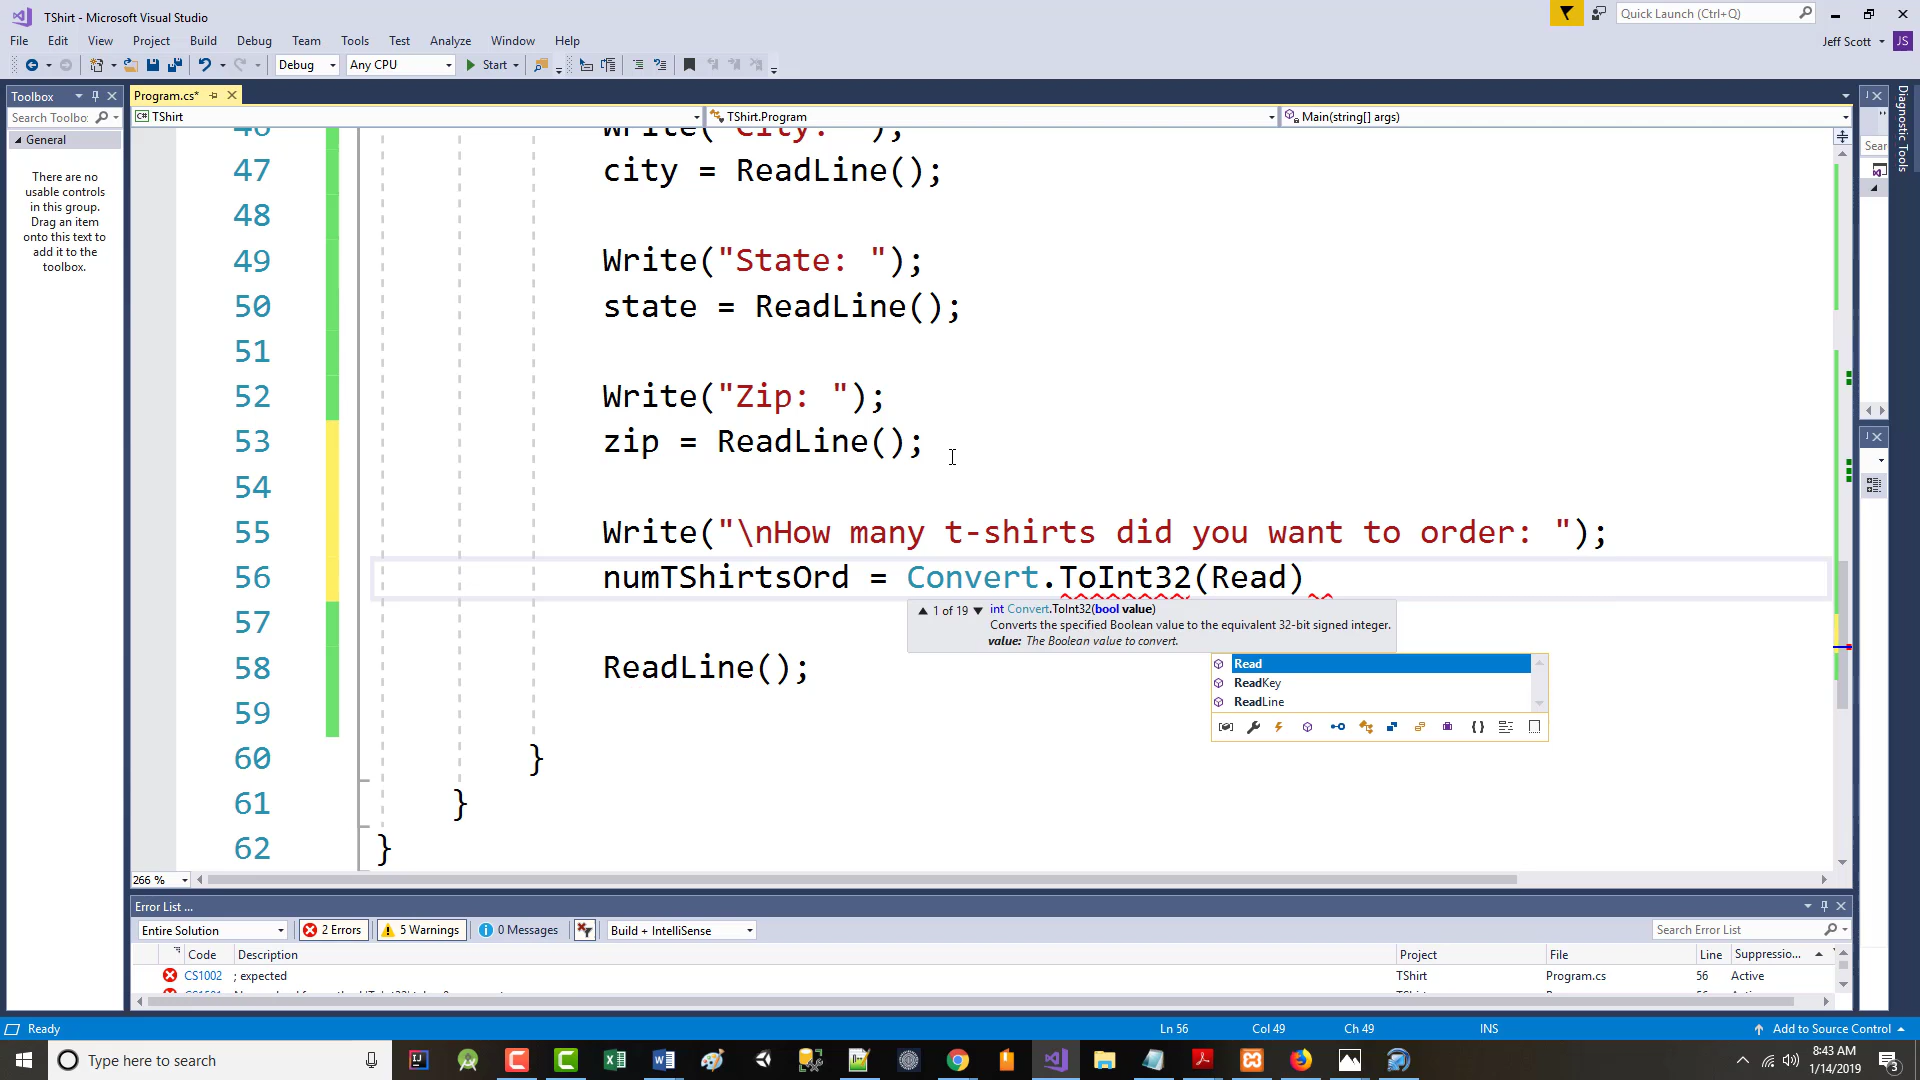 TShirt - Microsoft Visual Studio
Quick Launch (Ctrl+Q)
File Edit View Project Build Debug Team Tools Test Analyze Window Help
Jeff Scott JS
Debug Any CPU Start
Toolbox
Program.cs*
Search Toolbo
TShirt TShirt.Program Main(string[] args)
General
There are no
usable controls
in this group.
Drag an item
onto this text to
add it to the
toolbox.
Sear
Diagnostic Tools
46 Write("City: ");
47 city = ReadLine();
48
49 Write("State: ");
50 state = ReadLine();
51
52 Write("Zip: ");
53 zip = ReadLine();
54
55 Write("\nHow many t-shirts did you want to order: ");
56 numTShirtsOrd = Convert.ToInt32(Read)
1 of 19 int Convert.ToInt32(bool value)
Converts the specified Boolean value to the equivalent 32-bit signed integer.
value: The Boolean value to convert.
57
58 ReadLine();
Read
ReadKey
ReadLine
59
60 }
61 }
62 }
266 %
Error List ...
Entire Solution 2 Errors 5 Warnings 0 Messages Build + IntelliSense Search Error List
Code Description Project File Line Suppressio...
CS1002 ; expected TShirt Program.cs 56 Active
Ready Ln 56 Col 49 Ch 49 INS Add to Source Control
Type here to search
8:43 AM
1/14/2019
3